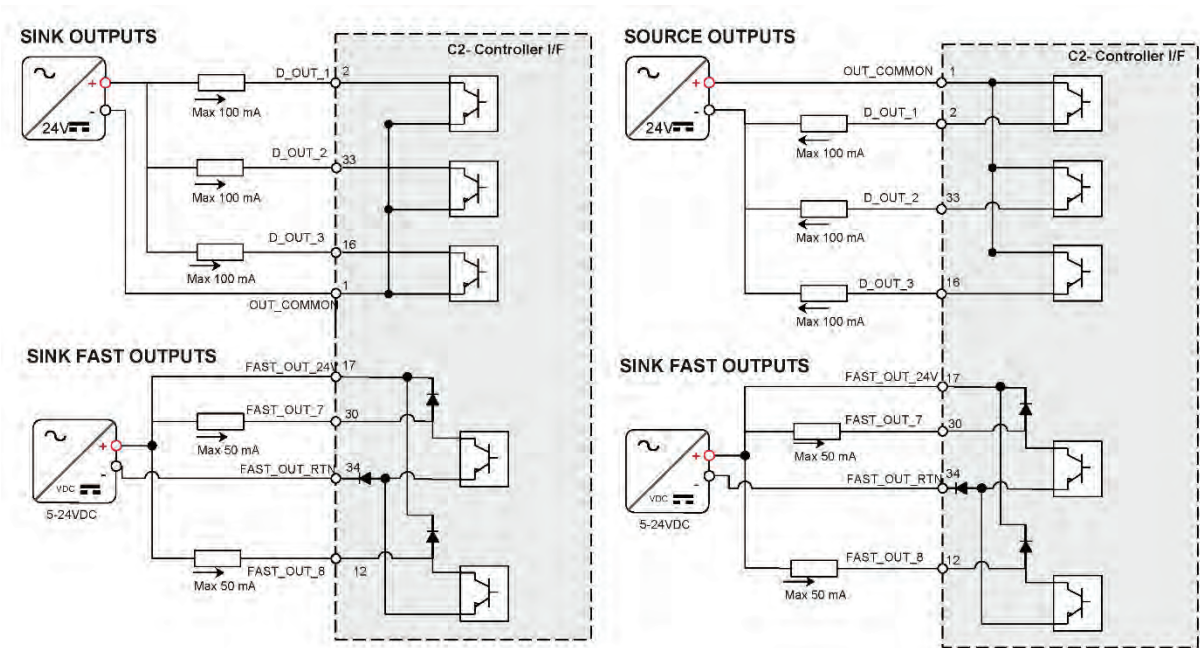 SINK OUTPUTS
C2- Controller I/F
24V
D_OUT_1
2
Max 100 mA
D_OUT_2
33
Max 100 mA
D_OUT_3
16
Max 100 mA
1
OUT_COMMON
SINK FAST OUTPUTS
FAST_OUT_24V
17
FAST_OUT_7
30
Max 50 mA
FAST_OUT_RTN
34
VDC
5-24VDC
FAST_OUT_8
12
Max 50 mA
SOURCE OUTPUTS
C2- Controller I/F
24V
OUT_COMMON
1
D_OUT_1
2
Max 100 mA
D_OUT_2
33
Max 100 mA
D_OUT_3
16
Max 100 mA
SINK FAST OUTPUTS
FAST_OUT_24V
17
FAST_OUT_7
30
Max 50 mA
FAST_OUT_RTN
34
VDC
5-24VDC
FAST_OUT_8
12
Max 50 mA